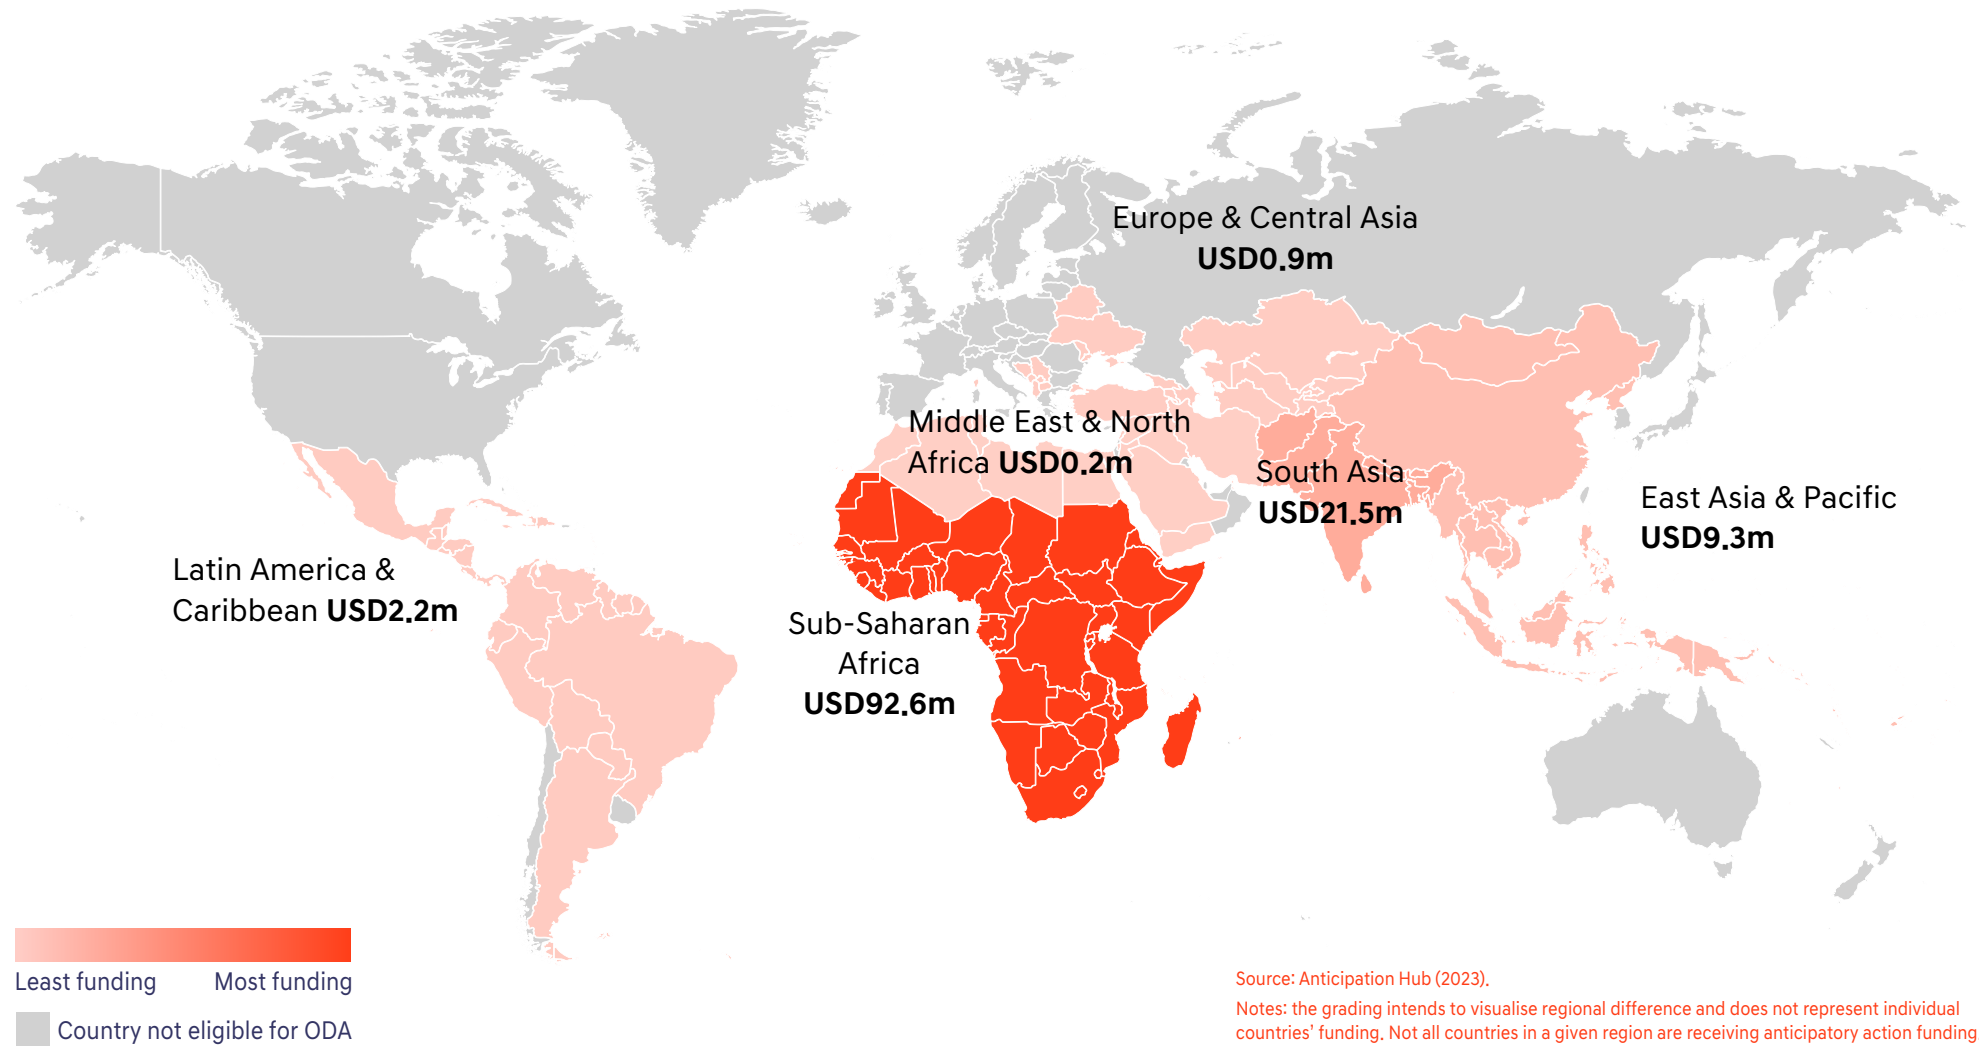 Europe & Central Asia
USD0.9m
Middle East & North
Africa USD0.2m
South Asia
USD21.5m
East Asia & Pacific
USD9.3m
Latin America &
Caribbean USD2.2m
Sub-Saharan
Africa
USD92.6m
Least funding
Most funding
Country not eligible for ODA
Source: Anticipation Hub (2023).
Notes: the grading intends to visualise regional difference and does not represent individual
countries’ funding. Not all countries in a given region are receiving anticipatory action funding